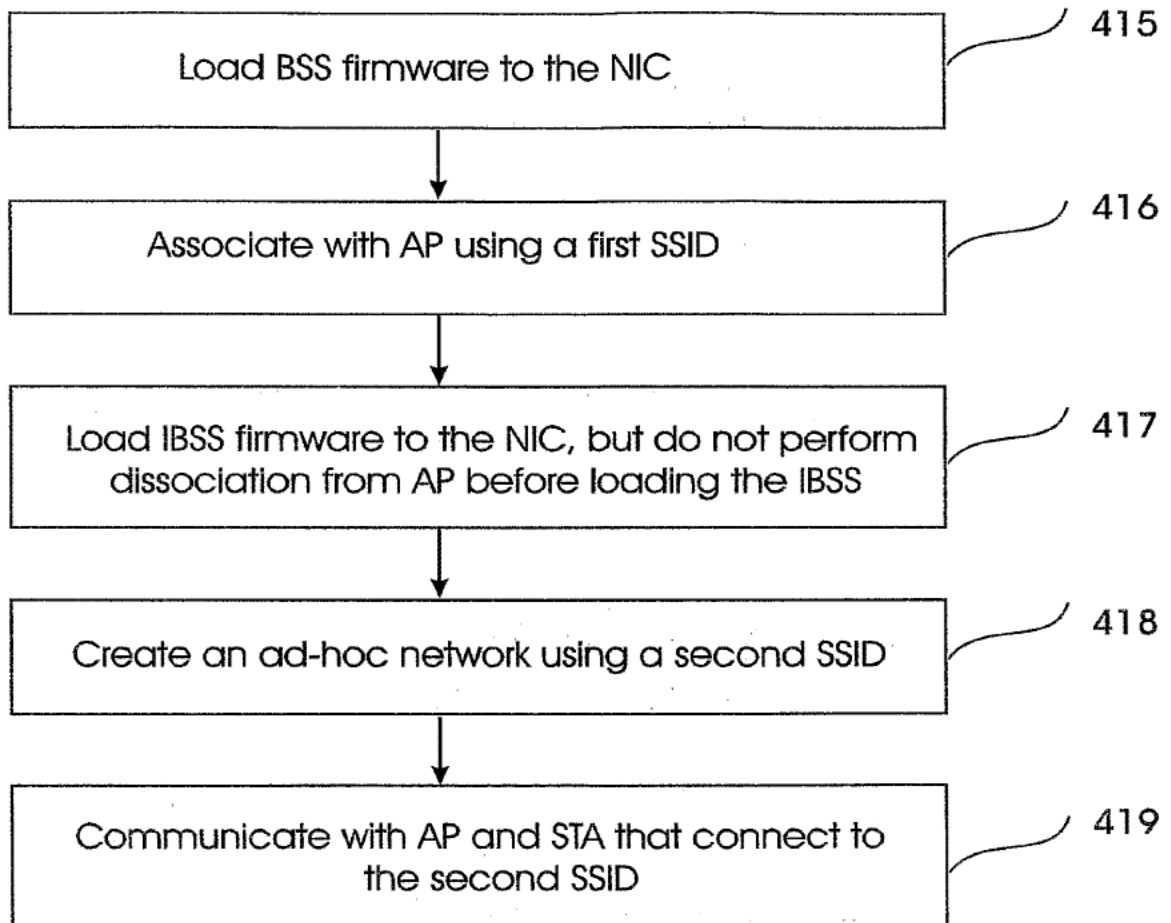 415
Load BSS firmware to the NIC
416
Associate with AP using a first SSID
417
Load IBSS firmware to the NIC, but do not perform
dissociation from AP before loading the IBSS
418
Create an ad-hoc network using a second SSID
419
Communicate with AP and STA that connect to
the second SSID